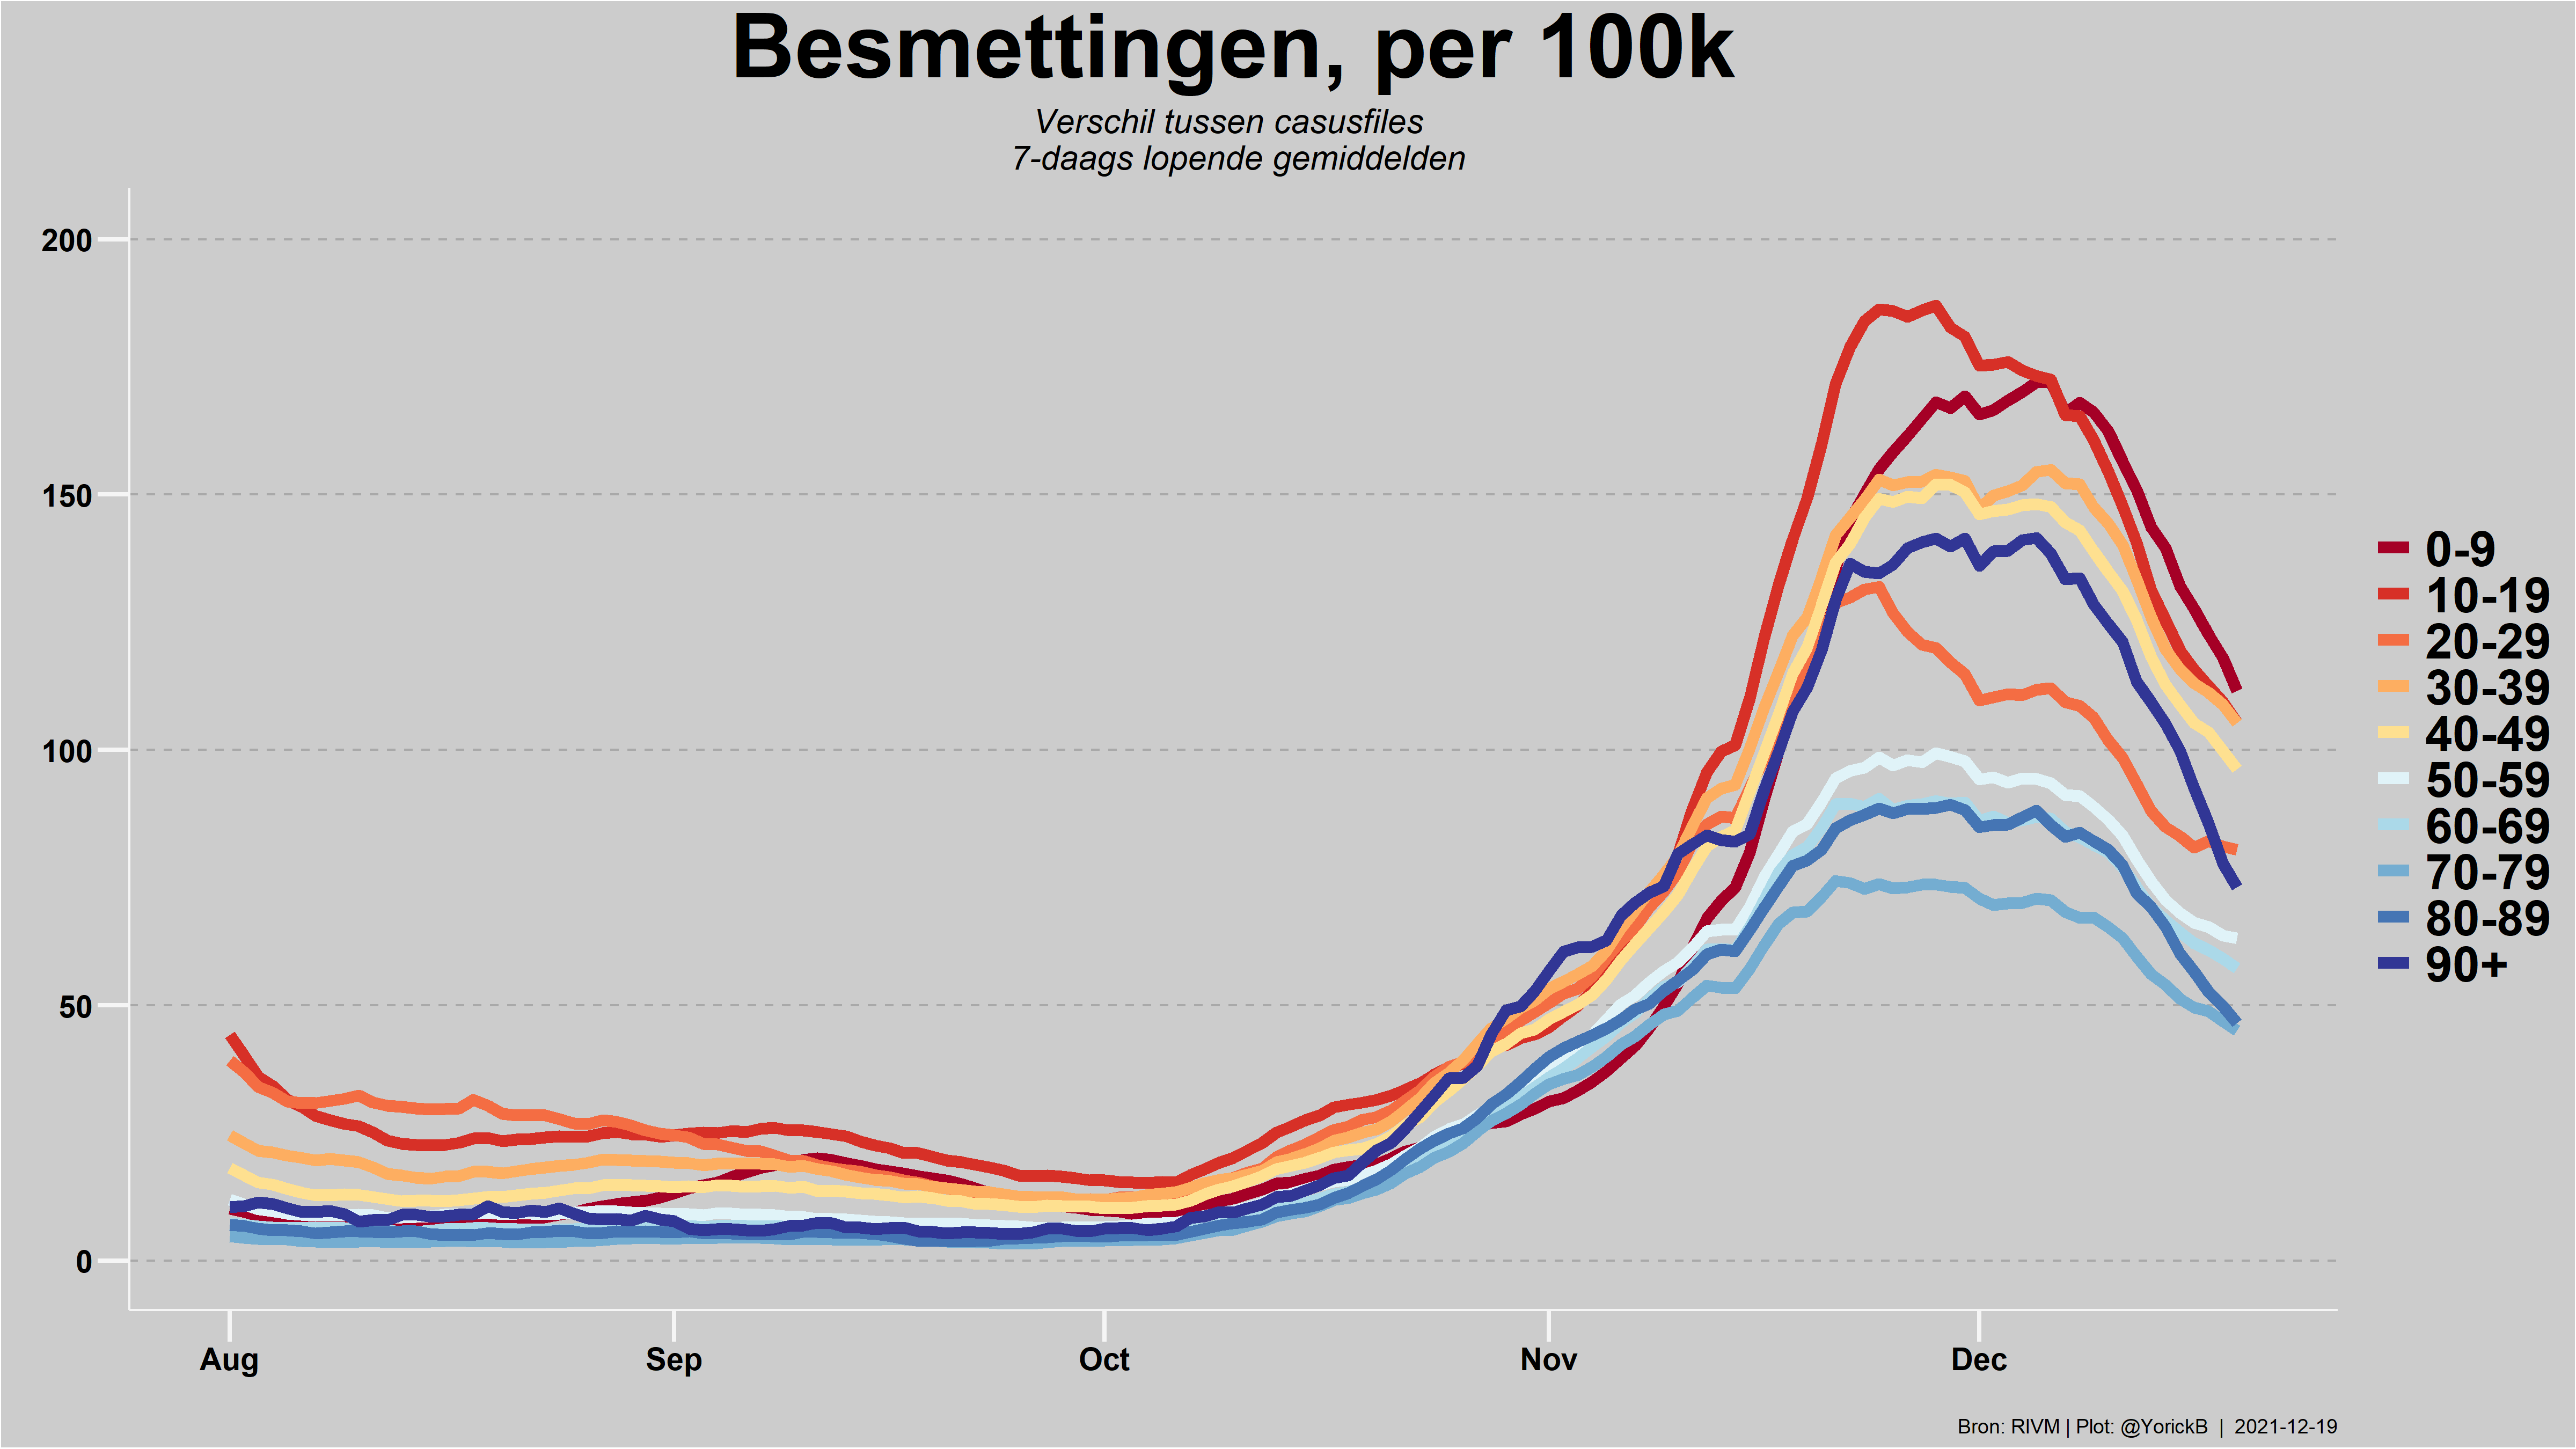 Besmettingen, per 100k
Verschil tussen casusfiles
7-daags lopende gemiddelden
200
150
100
50
0
Aug
Sep
Oct
Nov
Dec
0-9
10-19
20-29
30-39
40-49
50-59
60-69
70-79
80-89
90+
Bron: RIVM | Plot: @YorickB | 2021-12-19